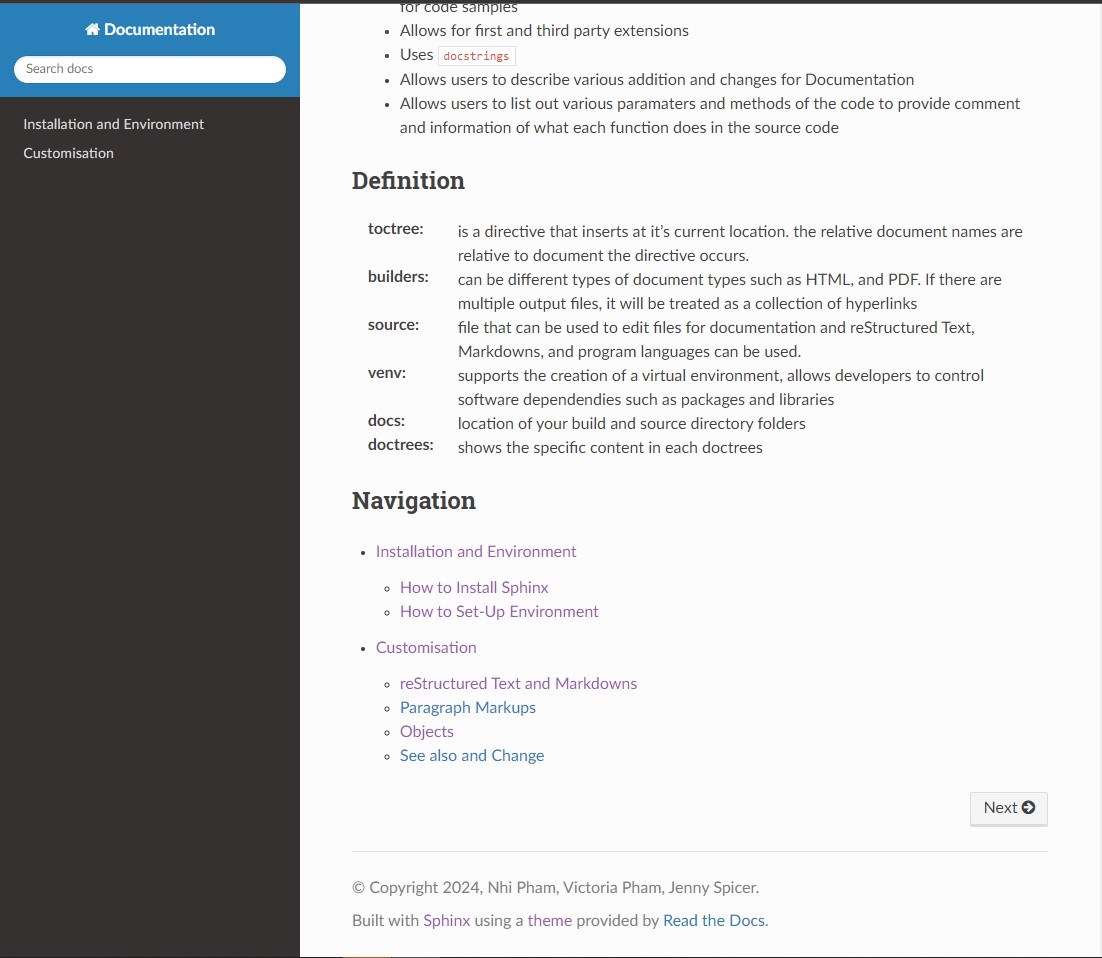 Documentation
Search docs
Installation and Environment
Customisation
for code samples
Allows for first and third party extensions
Uses docstrings
Allows users to describe various addition and changes for Documentation
Allows users to list out various paramaters and methods of the code to provide comment
and information of what each function does in the source code
Definition
toctree: is a directive that inserts at it’s current location. the relative document names are
relative to document the directive occurs.
builders: can be different types of document types such as HTML, and PDF. If there are
multiple output files, it will be treated as a collection of hyperlinks
source: file that can be used to edit files for documentation and reStructured Text,
Markdowns, and program languages can be used.
venv: supports the creation of a virtual environment, allows developers to control
software dependendies such as packages and libraries
docs: location of your build and source directory folders
doctrees: shows the specific content in each doctrees
Navigation
Installation and Environment
How to Install Sphinx
How to Set-Up Environment
Customisation
reStructured Text and Markdowns
Paragraph Markups
Objects
See also and Change
Next
© Copyright 2024, Nhi Pham, Victoria Pham, Jenny Spicer.
Built with Sphinx using a theme provided by Read the Docs.